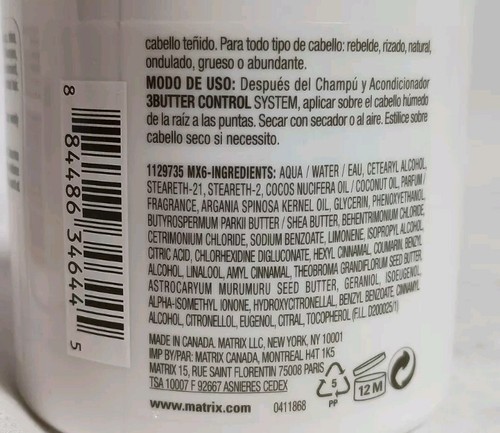 cabello teñido. Para todo tipo de cabello: rebelde, rizado, natural,
ondulado, grueso o abundante.
MODO DE USO: Después del Champú y Acondicionador
3BUTTER CONTROL SYSTEM, aplicar sobre el cabello húmedo
de la raíz a las puntas. Secar con secador o al aire. Estilice sobre
cabello seco si necessito.
1129735 MX6-INGREDIENTS: AQUA / WATER / EAU, CETEARYL ALCOHOL,
STEARETH-21, STEARETH-2, COCOS NUCIFERA OIL / COCONUT OIL, PARFUM /
FRAGRANCE, ARGANIA SPINOSA KERNEL OIL, GLYCERIN, PHENOXYETHANOL,
BUTYROSPERMUM PARKII BUTTER / SHEA BUTTER, BEHENTRIMONIUM CHLORIDE,
CETRIMONIUM CHLORIDE, SODIUM BENZOATE, LIMONENE, ISOPROPYL ALCOHOL,
CITRIC ACID, CHLORHEXIDINE DIGLUCONATE, HEXYL CINNAMAL, COUMARIN, BENZYL
ALCOHOL, LINALOOL, AMYL CINNAMAL, THEOBROMA GRANDIFLORUM SEED BUTTER,
ASTROCARYUM MURUMURU SEED BUTTER, GERANIOL, ISOEUGENOL,
ALPHA-ISOMETHYL IONONE, HYDROXYCITRONELLAL, BENZYL BENZOATE, CINNAMYL
ALCOHOL, CITRONELLOL, EUGENOL, CITRAL, TOCOPHEROL (F.I.L. D200025/1)
MADE IN CANADA. MATRIX LLC, NEW YORK, NY 10001
IMP BY/PAR: MATRIX CANADA, MONTREAL H4T 1K5
MATRIX 15, RUE SAINT FLORENTIN 75008 PARIS
TSA 10007 F 92667 ASNIERES CEDEX
www.matrix.com 0411868
5
PP
12 M
8 84486 34644 5